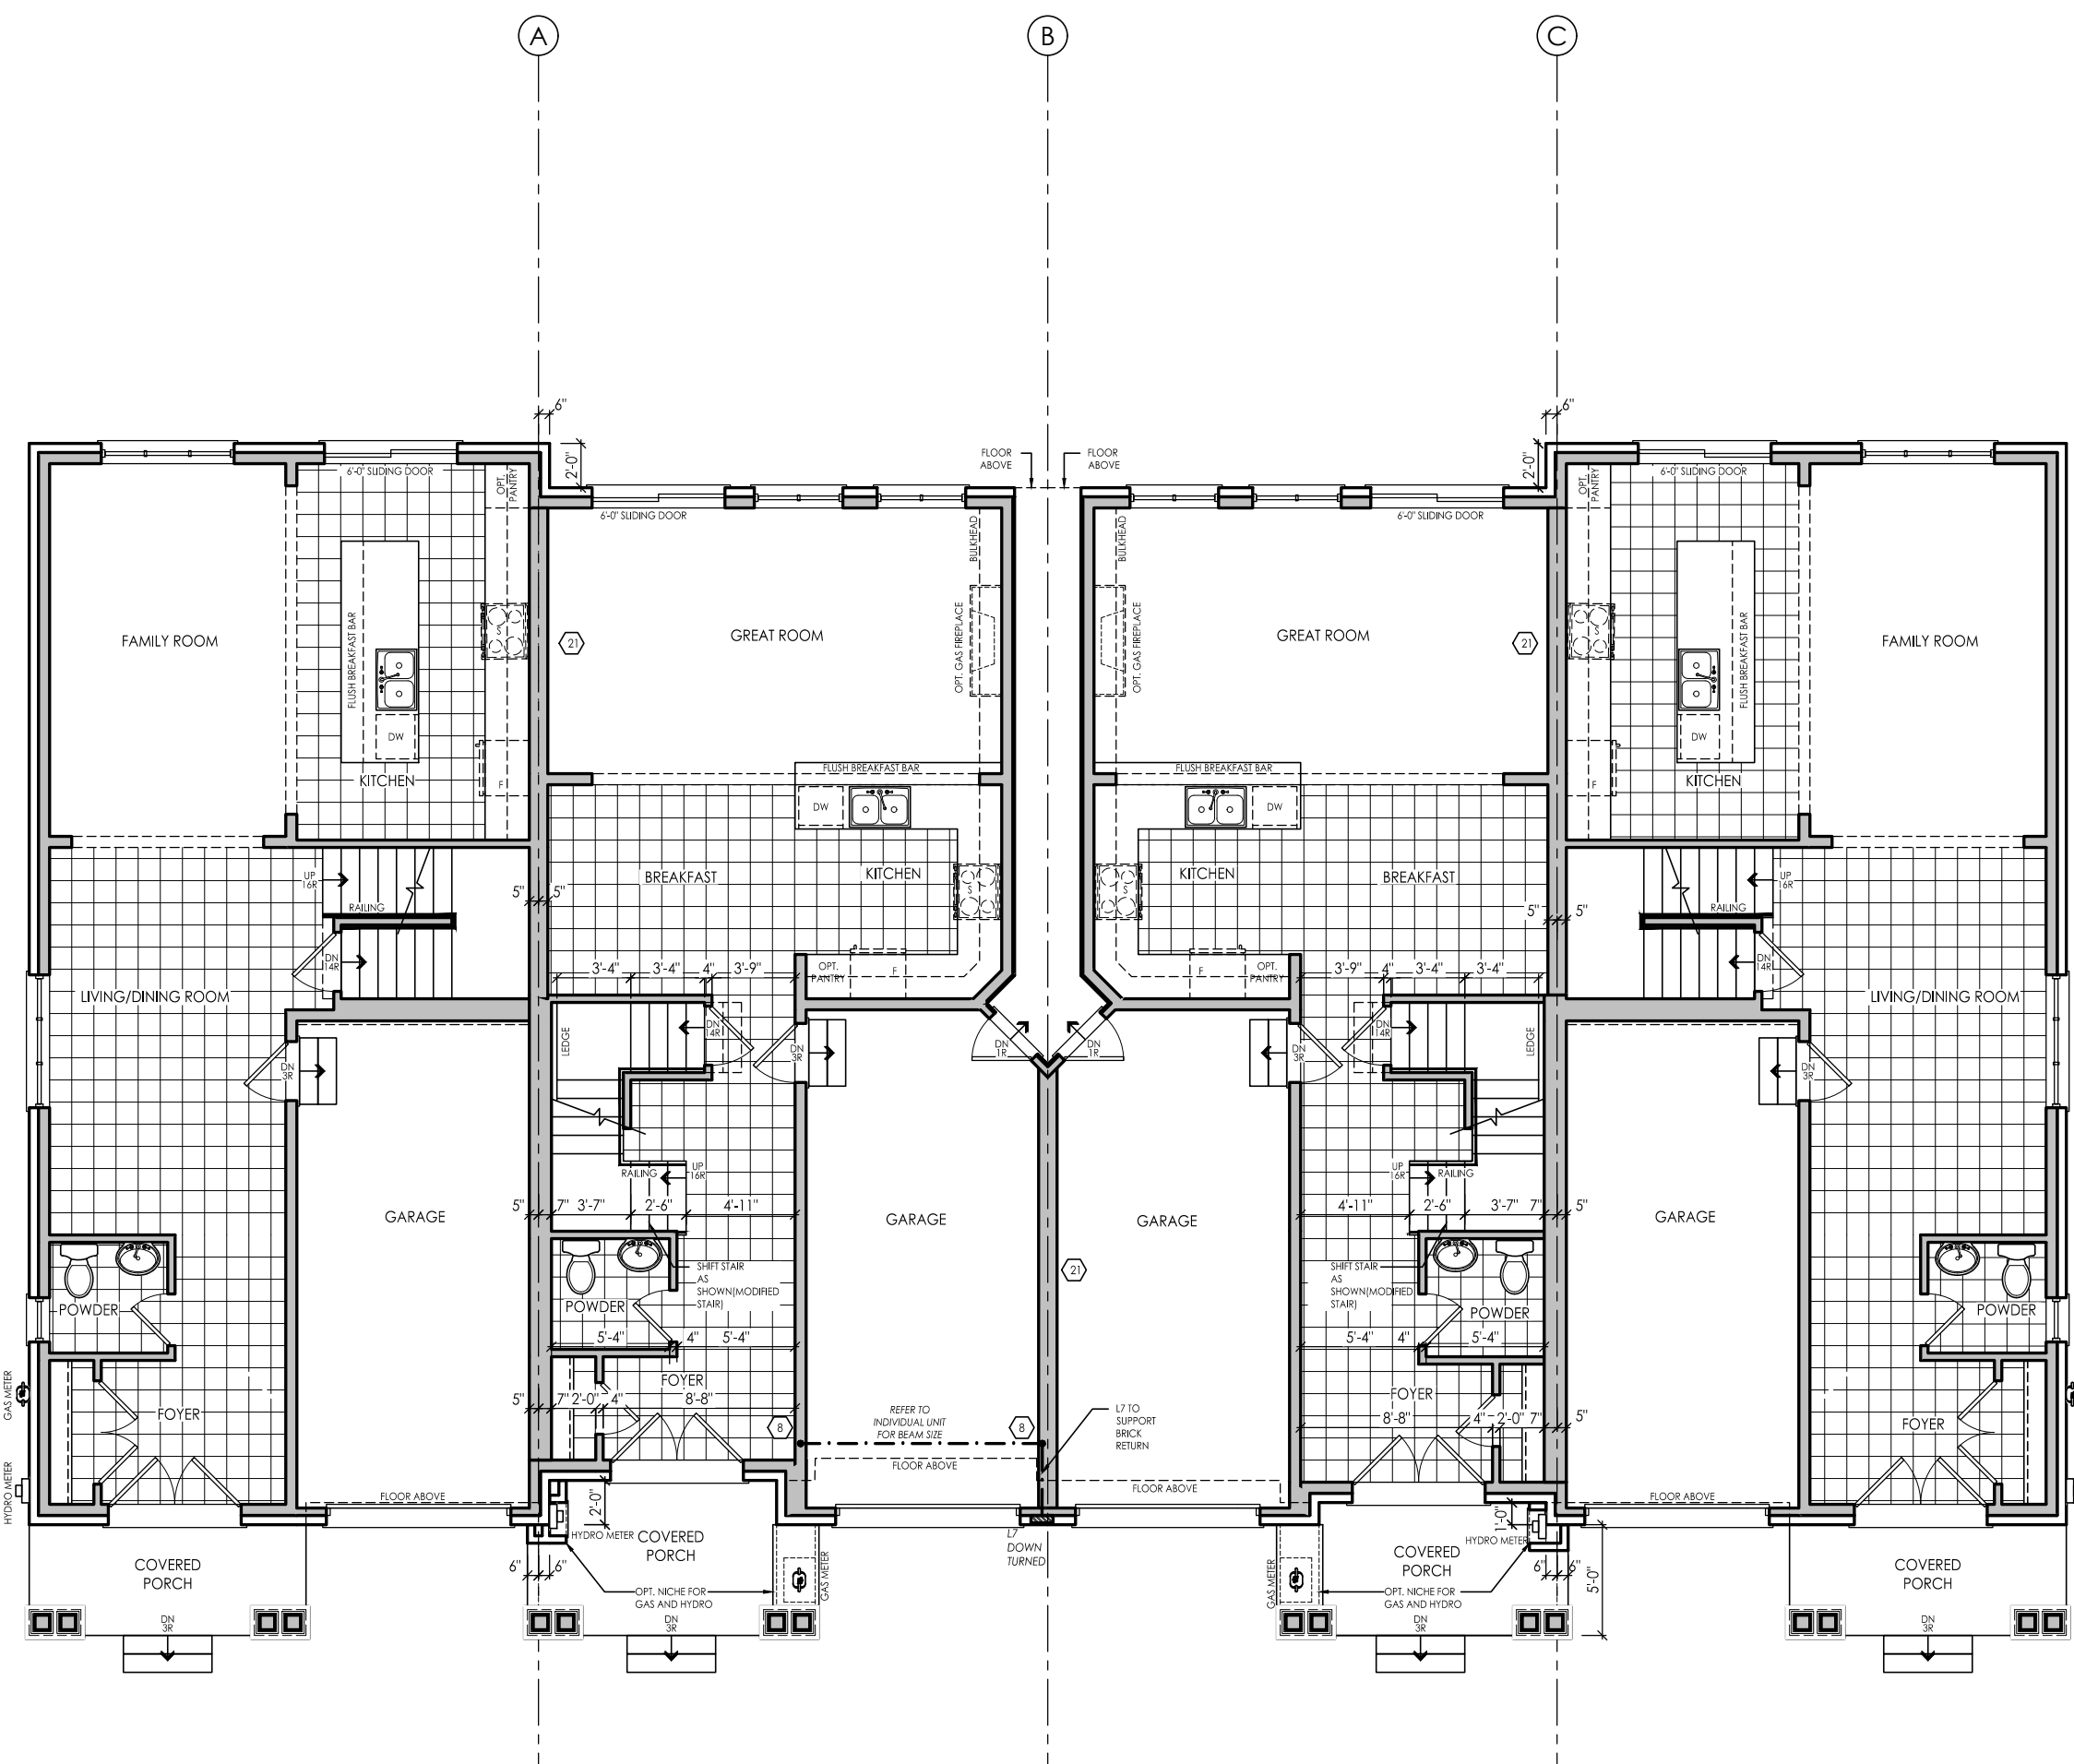 A
B
C
6"
6"
2'-0"
2'-0"
FLOOR
ABOVE
FLOOR
ABOVE
6'-0" SLIDING DOOR
OPT.
PANTRY
6'-0" SLIDING DOOR
BULKHEAD
BULKHEAD
6'-0" SLIDING DOOR
OPT.
PANTRY
6'-0" SLIDING DOOR
FAMILY ROOM
FLUSH BREAKFAST BAR
S
21
GREAT ROOM
OPT. GAS FIREPLACE
OPT. GAS FIREPLACE
GREAT ROOM
21
S
FLUSH BREAKFAST BAR
FAMILY ROOM
DW
KITCHEN
F
FLUSH BREAKFAST BAR
FLUSH BREAKFAST BAR
DW
KITCHEN
F
DW
DW
UP
16R
RAILING
5"
5"
BREAKFAST
KITCHEN
S
S
KITCHEN
BREAKFAST
5"
5"
UP
16R
RAILING
DN
14R
3'-4"
3'-4"
4"
3'-9"
OPT.
PANTRY
F
F
OPT.
PANTRY
3'-9"
4"
3'-4"
3'-4"
DN
14R
LIVING/DINING ROOM
LIVING/DINING ROOM
LEDGE
DN
14R
DN
3R
DN
1R
DN
1R
DN
3R
DN
14R
LEDGE
DN
3R
DN
3R
RAILING
UP
16R
UP
16R
RAILING
5"
7"
3'-7"
2'-6"
4'-11"
4'-11"
2'-6"
3'-7"
7"
5"
GARAGE
GARAGE
GARAGE
GARAGE
SHIFT STAIR
AS
SHOWN(MODIFIED
STAIR)
21
SHIFT STAIR
AS
SHOWN(MODIFIED
STAIR)
POWDER
POWDER
POWDER
POWDER
5'-4"
4"
5'-4"
5'-4"
4"
5'-4"
GAS METER
FOYER
FOYER
5"
7"
2'-0"
4"
8'-8"
8
REFER TO
INDIVIDUAL UNIT
FOR BEAM SIZE
8
L7 TO
SUPPORT
BRICK
RETURN
FOYER
8'-8"
4"
2'-0"
7"
5"
FOYER
HYDRO METER
FLOOR ABOVE
FLOOR ABOVE
FLOOR ABOVE
FLOOR ABOVE
2'-0"
1'-0"
HYDRO METER
COVERED
PORCH
L7
DOWN
TURNED
HYDRO METER
COVERED
PORCH
COVERED
PORCH
6"
6"
GAS METER
GAS METER
6"
6"
5'-0"
COVERED
PORCH
OPT. NICHE FOR
GAS AND HYDRO
OPT. NICHE FOR
GAS AND HYDRO
DN
3R
DN
3R
DN
3R
DN
3R